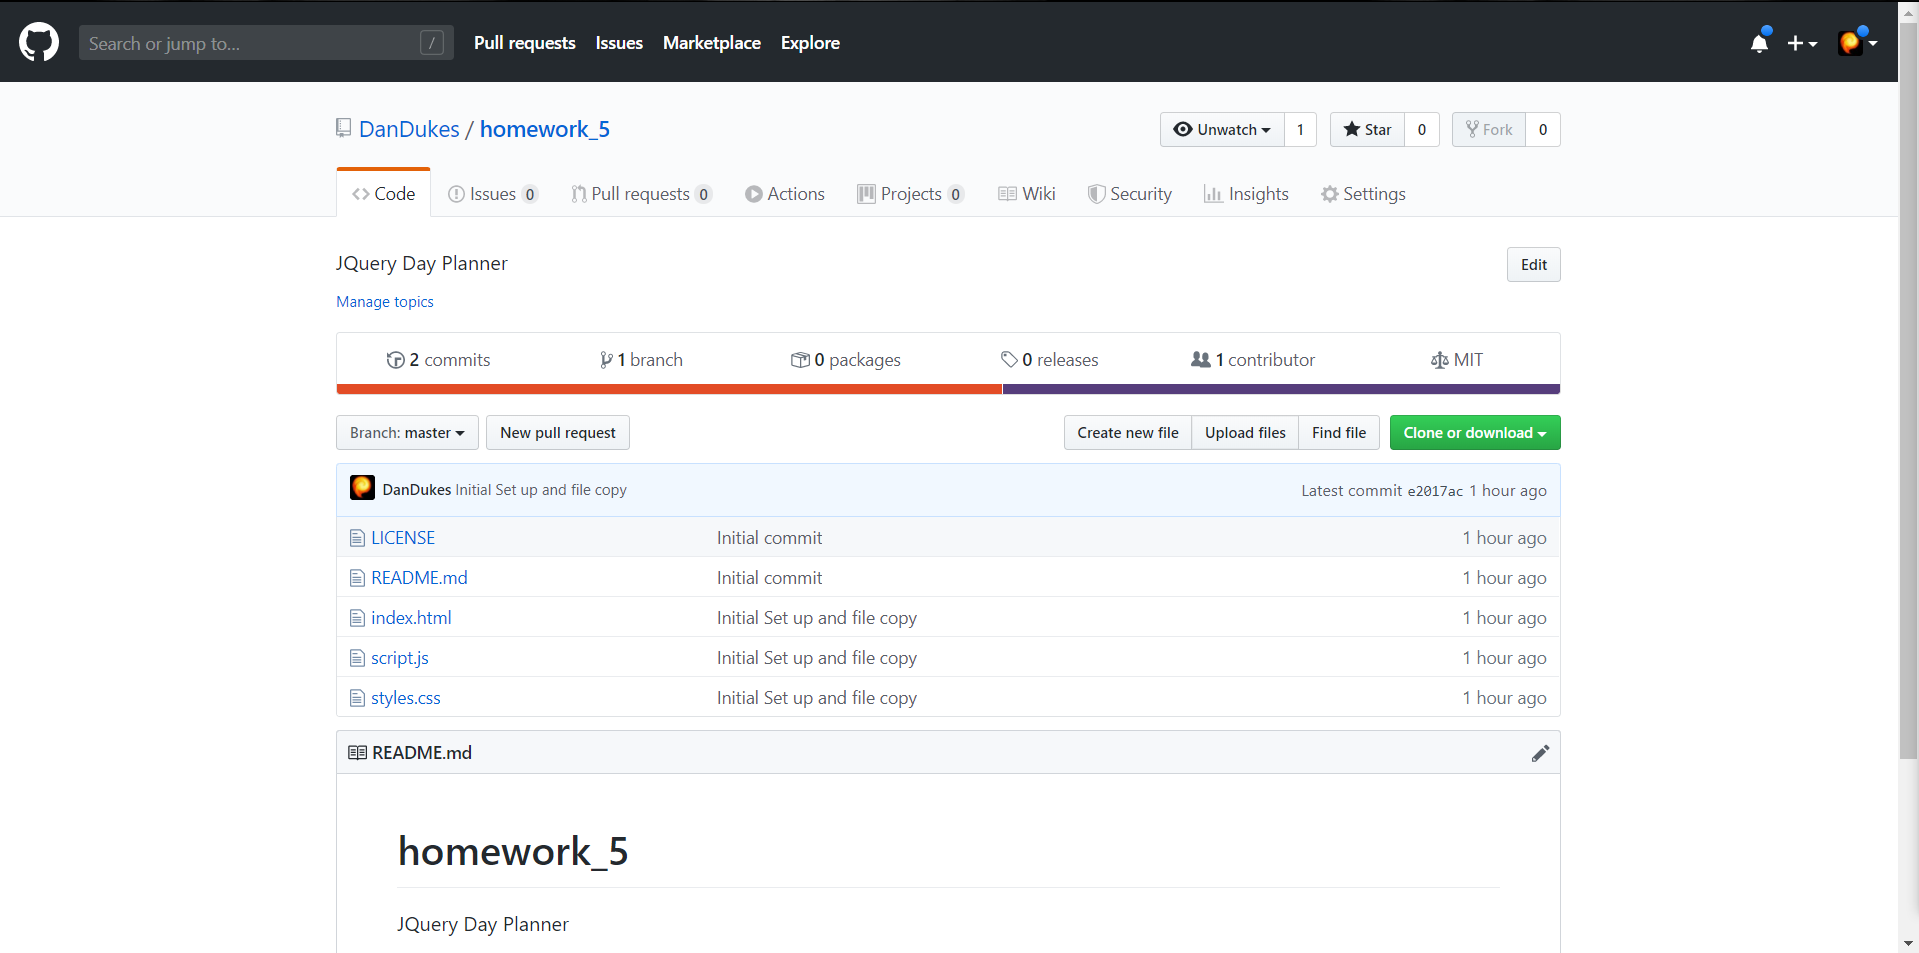 Search or jump to... /
Pull requests Issues Marketplace Explore
DanDukes / homework_5
Unwatch 1 Star 0 Fork 0
Code Issues 0 Pull requests 0 Actions Projects 0 Wiki Security Insights Settings
JQuery Day Planner
Edit
Manage topics
2 commits 1 branch 0 packages 0 releases 1 contributor MIT
Branch: master New pull request Create new file Upload files Find file Clone or download
DanDukes Initial Set up and file copy Latest commit e2017ac 1 hour ago
LICENSE Initial commit 1 hour ago
README.md Initial commit 1 hour ago
index.html Initial Set up and file copy 1 hour ago
script.js Initial Set up and file copy 1 hour ago
styles.css Initial Set up and file copy 1 hour ago
README.md
homework_5
JQuery Day Planner